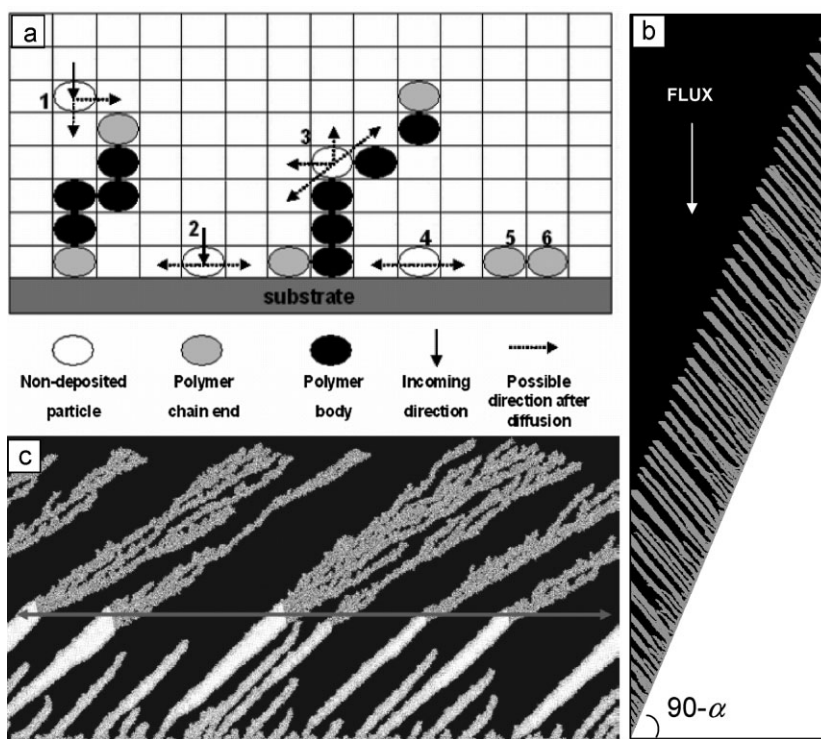 a
1
2
3
4
5
6
substrate
Non-deposited
particle
Polymer
chain end
Polymer
body
Incoming
direction
Possible
direction after
diffusion
b
FLUX
90-α
c